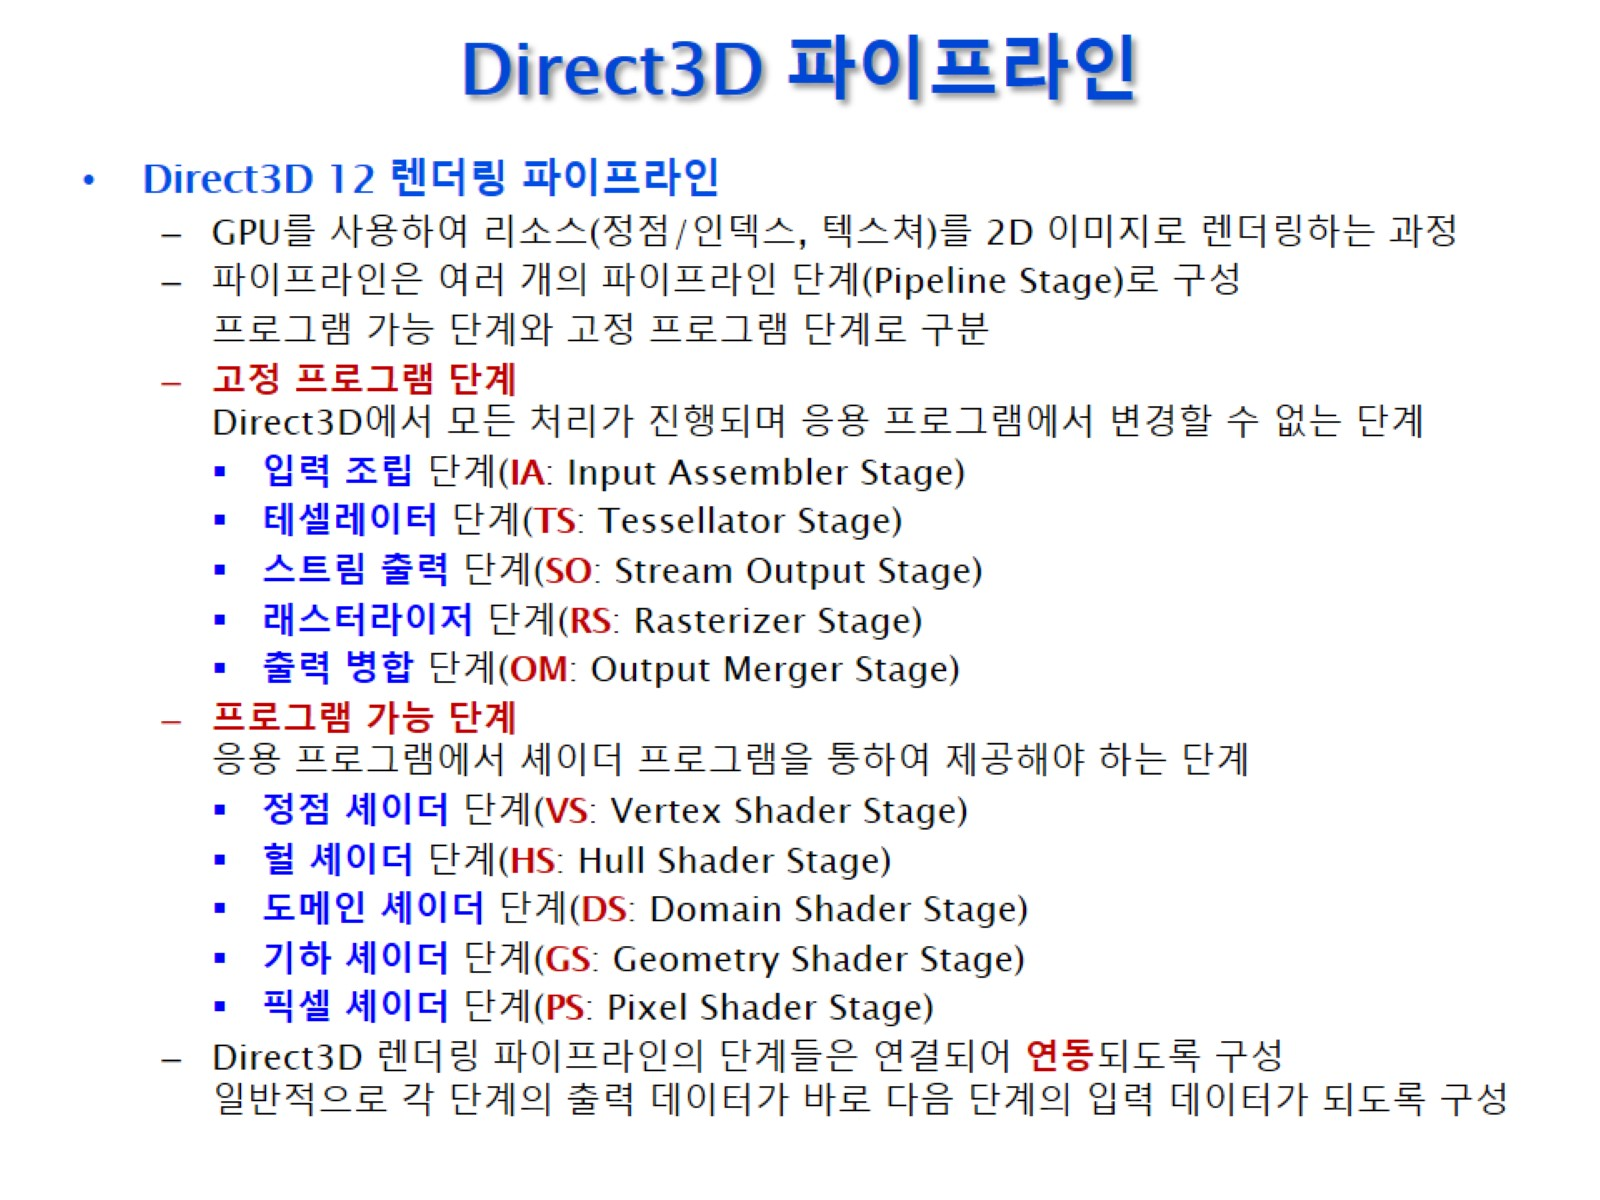 Direct3D 파이프라인
• Direct3D 12 렌더링 파이프라인
– GPU를 사용하여 리소스(정점/인덱스, 텍스쳐)를 2D 이미지로 렌더링하는 과정
– 파이프라인은 여러 개의 파이프라인 단계(Pipeline Stage)로 구성
프로그램 가능 단계와 고정 프로그램 단계로 구분
– 고정 프로그램 단계
Direct3D에서 모든 처리가 진행되며 응용 프로그램에서 변경할 수 없는 단계
▪ 입력 조립 단계(IA: Input Assembler Stage)
▪ 테셀레이터 단계(TS: Tessellator Stage)
▪ 스트림 출력 단계(SO: Stream Output Stage)
▪ 래스터라이저 단계(RS: Rasterizer Stage)
▪ 출력 병합 단계(OM: Output Merger Stage)
– 프로그램 가능 단계
응용 프로그램에서 셰이더 프로그램을 통하여 제공해야 하는 단계
▪ 정점 셰이더 단계(VS: Vertex Shader Stage)
▪ 헐 셰이더 단계(HS: Hull Shader Stage)
▪ 도메인 셰이더 단계(DS: Domain Shader Stage)
▪ 기하 셰이더 단계(GS: Geometry Shader Stage)
▪ 픽셀 셰이더 단계(PS: Pixel Shader Stage)
– Direct3D 렌더링 파이프라인의 단계들은 연결되어 연동되도록 구성
일반적으로 각 단계의 출력 데이터가 바로 다음 단계의 입력 데이터가 되도록 구성